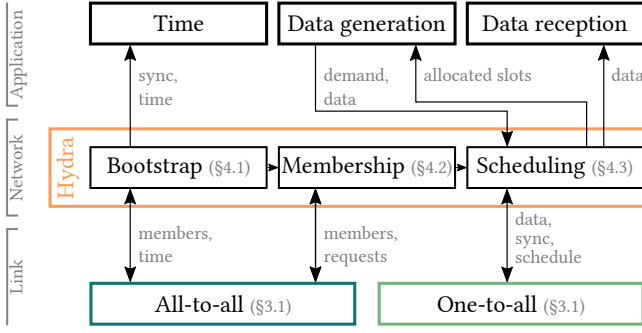 Application
Time
Data generation
Data reception
sync,
time
demand,
data
allocated slots
data
Network
Hydra
Bootstrap (§4.1)
Membership (§4.2)
Scheduling (§4.3)
members,
time
members,
requests
data,
sync,
schedule
Link
All-to-all (§3.1)
One-to-all (§3.1)